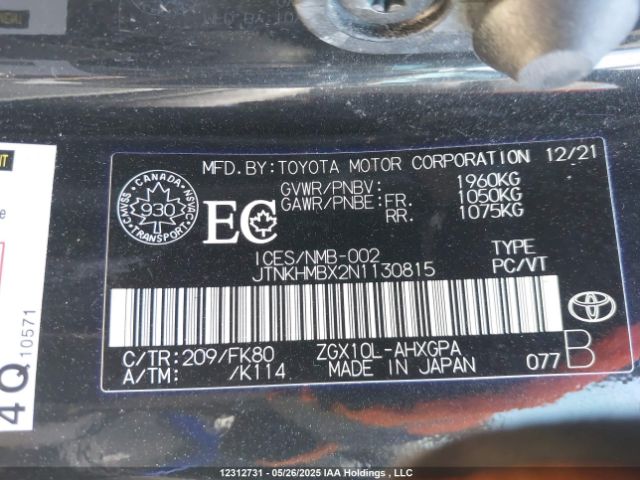 MFD.BY:TOYOTA MOTOR CORPORATION 12/21
GVWR/PNBV: 1960KG
GAWR/PNBE:FR. 1050KG
RR. 1075KG
CANADA
CMVSS NSVAC
930
TRANSPORT
EC
ICES/NMB-002
JTNKHMBX2N1130815
TYPE
PC/VT
C/TR:209/FK80 ZGX10L-AHXGPA
A/TM: /K114 MADE IN JAPAN
077 B
4Q 10571
12312731 - 05/26/2025 IAA Holdings , LLC